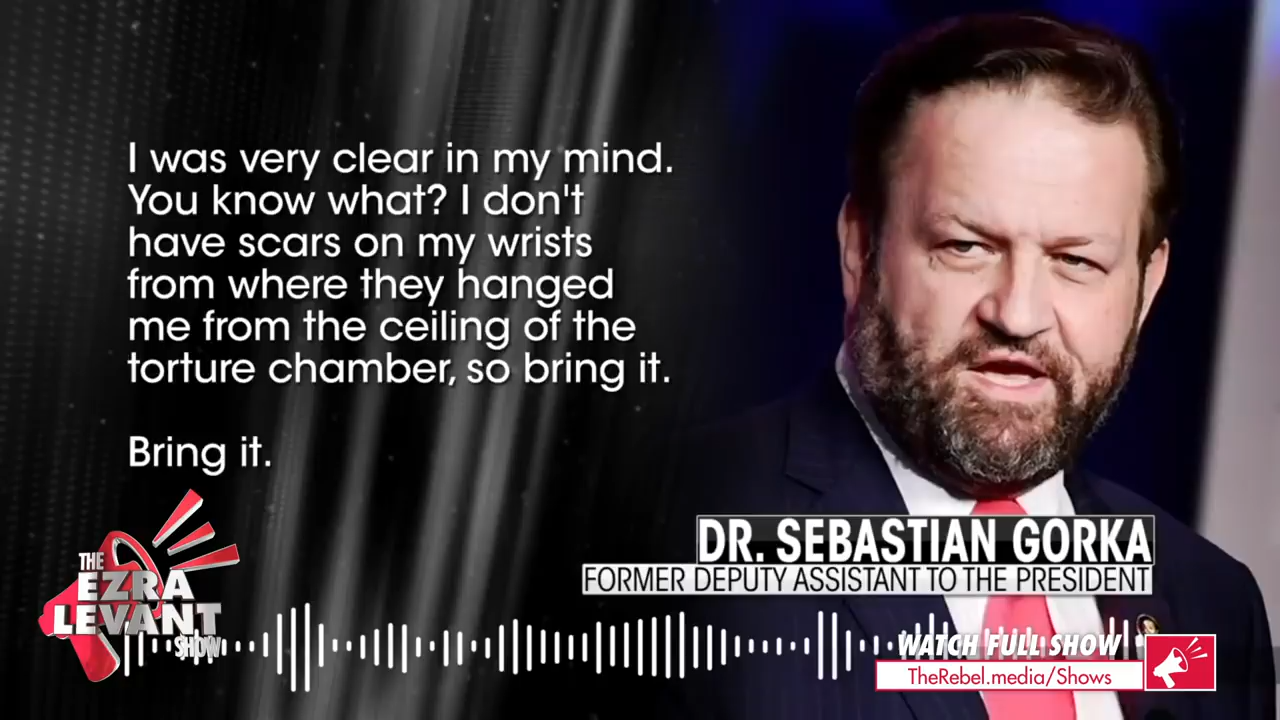 I was very clear in my mind.
You know what? I don't
have scars on my wrists
from where they hanged
me from the ceiling of the
torture chamber, so bring it.
Bring it.
DR. SEBASTIAN GORKA
FORMER DEPUTY ASSISTANT TO THE PRESIDENT
THE
EZRA
LEVANT
SHOW
WATCH FULL SHOW
TheRebel.media/Shows